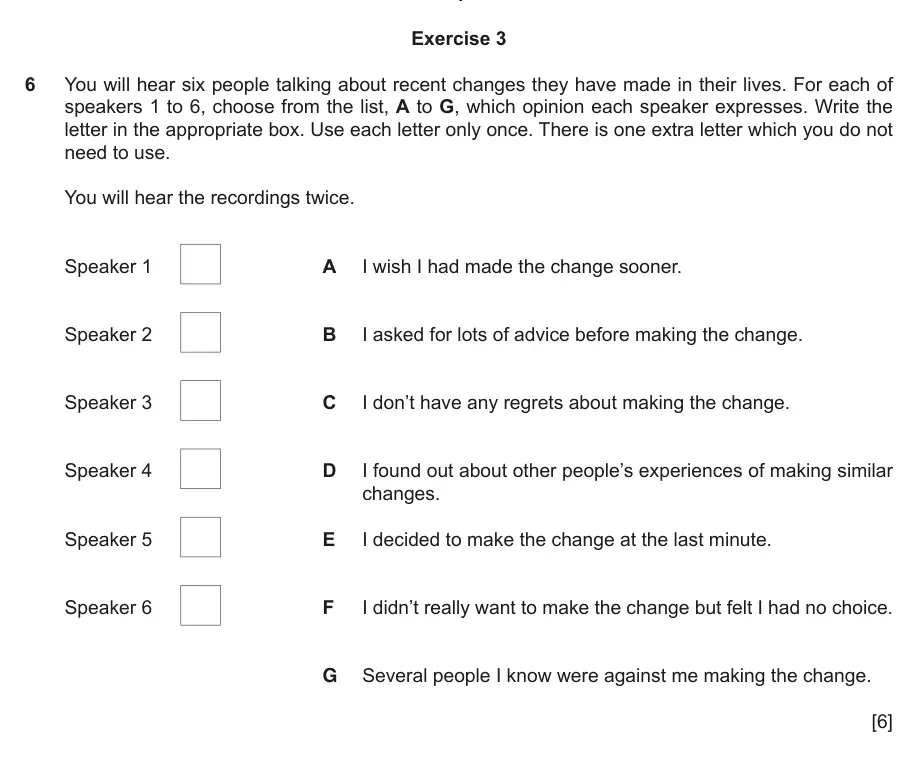 Exercise 3
6 You will hear six people talking about recent changes they have made in their lives. For each of
speakers 1 to 6, choose from the list, A to G, which opinion each speaker expresses. Write the
letter in the appropriate box. Use each letter only once. There is one extra letter which you do not
need to use.
You will hear the recordings twice.
Speaker 1 A I wish I had made the change sooner.
Speaker 2 B I asked for lots of advice before making the change.
Speaker 3 C I don't have any regrets about making the change.
Speaker 4 D I found out about other people's experiences of making similar
changes.
Speaker 5 E I decided to make the change at the last minute.
Speaker 6 F I didn't really want to make the change but felt I had no choice.
G Several people I know were against me making the change.
[6]